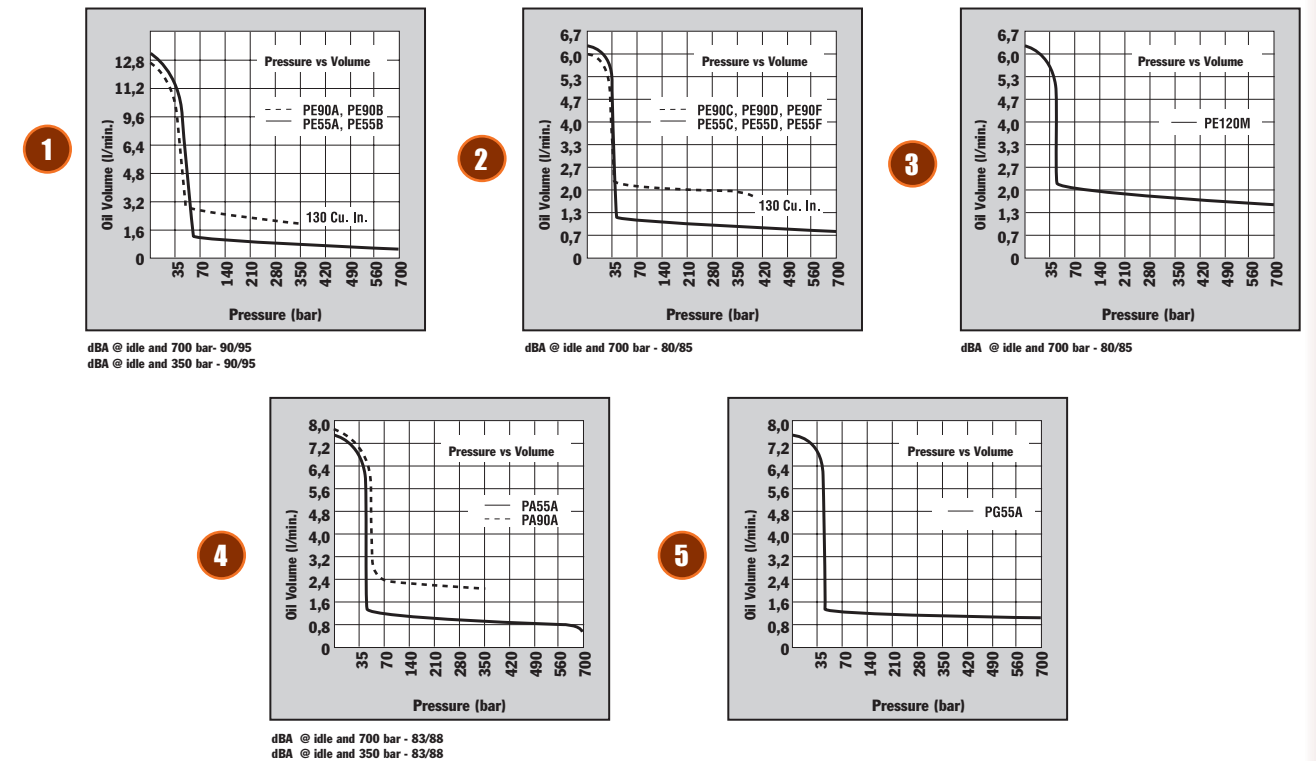 1
12,8
11,2
9,6
6,4
4,8
3,2
1,6
0
Oil Volume (l/min.)
Pressure vs Volume
PE90A, PE90B
PE55A, PE55B
130 Cu. In.
35 70 140 210 280 350 420 490 560 700
Pressure (bar)
dBA @ idle and 700 bar- 90/95
dBA @ idle and 350 bar - 90/95
2
6,7
6,0
5,3
4,7
4,0
3,3
2,7
2,0
1,3
0,7
0
Oil Volume (l/min.)
Pressure vs Volume
PE90C, PE90D, PE90F
PE55C, PE55D, PE55F
130 Cu. In.
35 70 140 210 280 350 420 490 560 700
Pressure (bar)
dBA @ idle and 700 bar - 80/85
3
6,7
6,0
5,3
4,7
4,0
3,3
2,7
2,0
1,3
0,7
0
Oil Volume (l/min.)
Pressure vs Volume
PE120M
35 70 140 210 280 350 420 490 560 700
Pressure (bar)
dBA @ idle and 700 bar - 80/85
4
8,0
7,2
6,4
5,6
4,8
4,0
3,2
2,4
1,6
0,8
0
Oil Volume (l/min.)
Pressure vs Volume
PA55A
PA90A
35 70 140 210 280 350 420 490 560 700
Pressure (bar)
dBA @ idle and 700 bar - 83/88
dBA @ idle and 350 bar - 83/88
5
8,0
7,2
6,4
5,6
4,8
4,0
3,2
2,4
1,6
0,8
0
Oil Volume (l/min.)
Pressure vs Volume
PG55A
35 70 140 210 280 350 420 490 560 700
Pressure (bar)